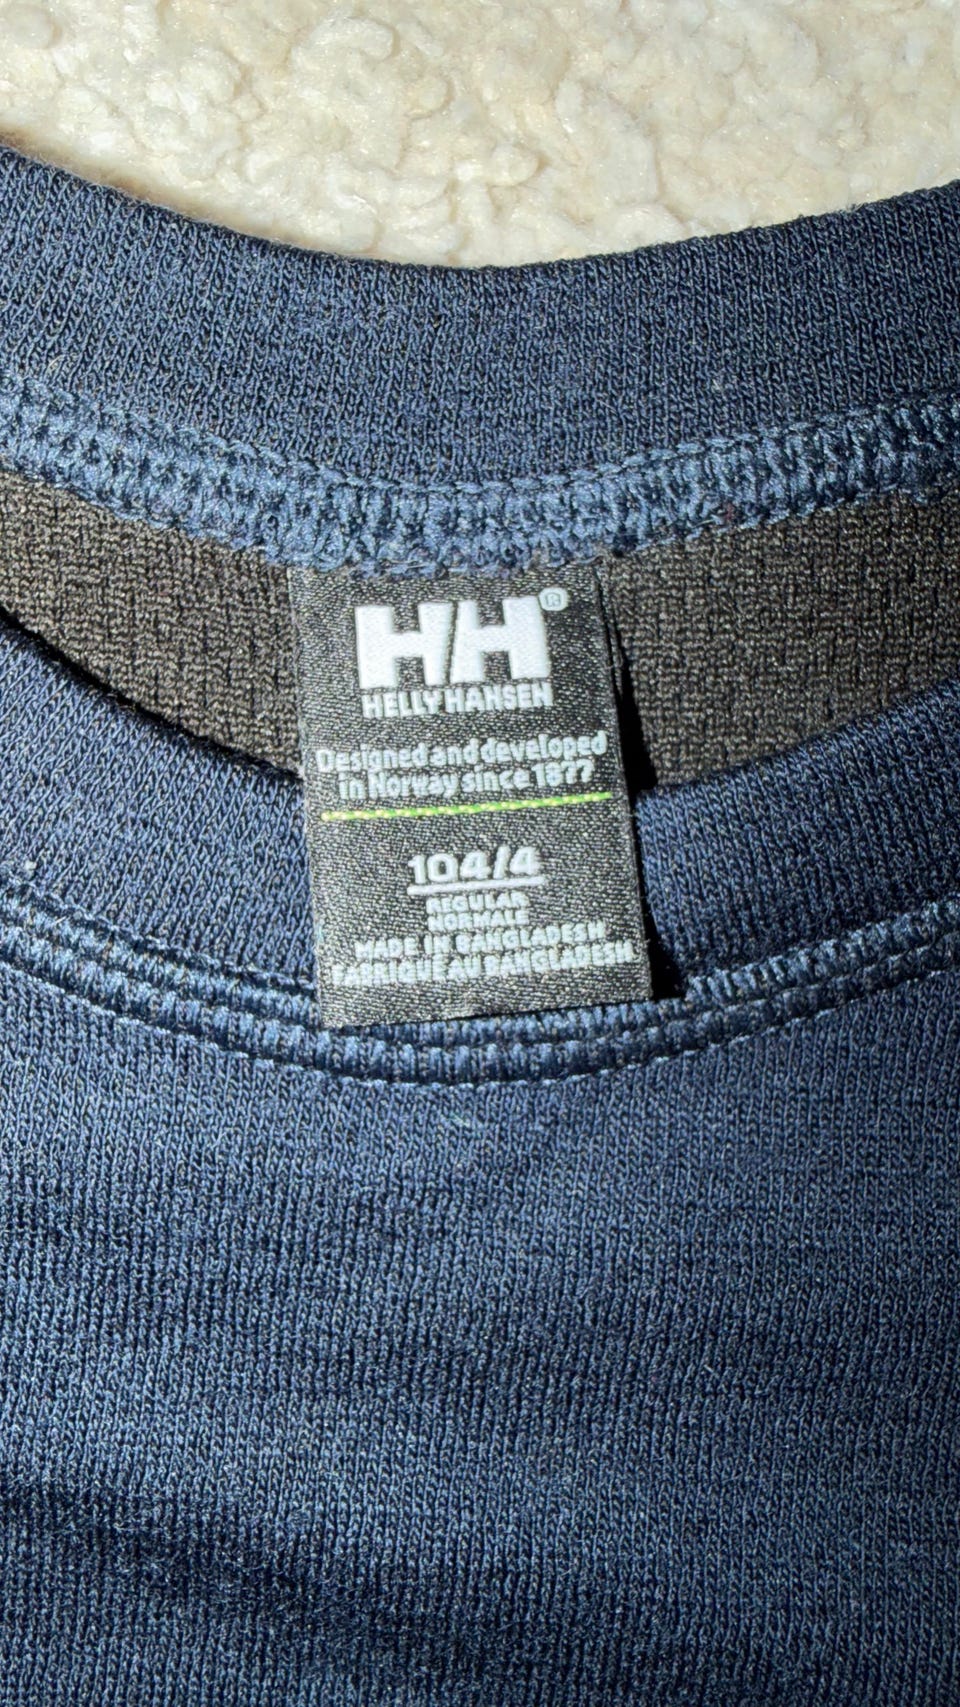 HH®
HELLY HANSEN
Designed and developed
in Norway since 1877
104/4
REGULAR
NORMALE
MADE IN BANGLADESH
FABRIQUÉ AU BANGLADESH